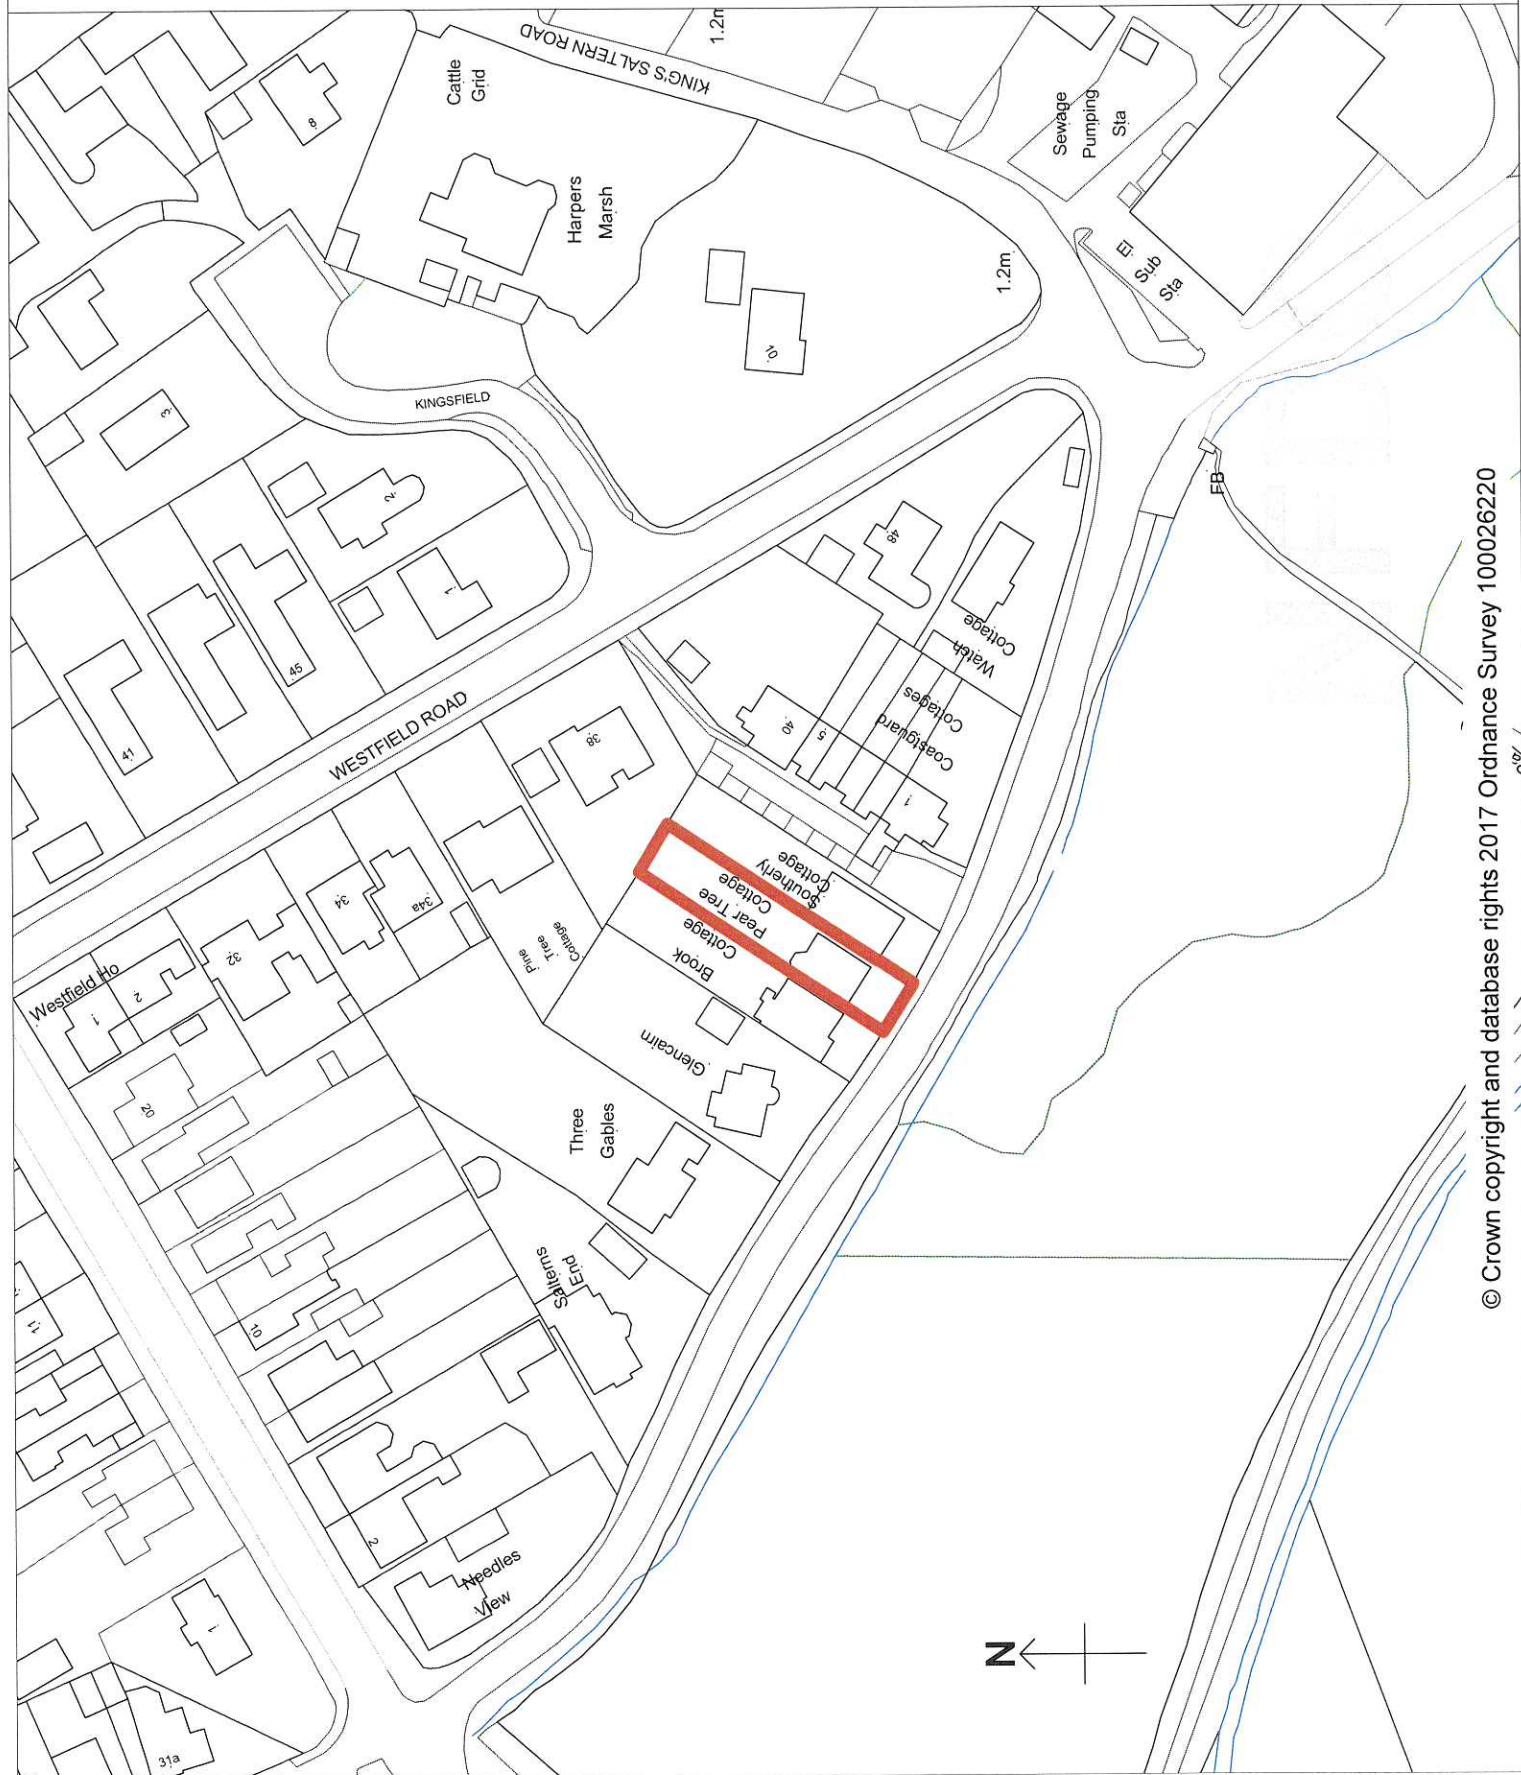 KING'S SALTERN ROAD
1.2m
Cattle
Grid
8
Harpers
Marsh
Sewage
Pumping
Sta
El
Sub
Sta
1.2m
10
KINGSFIELD
3
2
1
45
41
WESTFIELD ROAD
48
Watch
Cottage
Coastguard
Cottages
40
5
1
38
FB
Southerly
Cottage
Pear Tree
Cottage
Brook
Cottage
Pine
Tree
Cottage
34
34a
32
Westfield Ho
1
2
20
Glencairn
Three
Gables
Salterns
End
10
11
2
Needles
View
1
31a
N
© Crown copyright and database rights 2017 Ordnance Survey 100026220